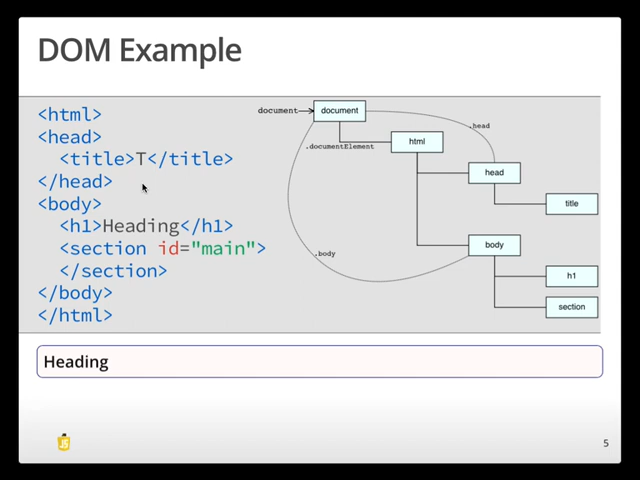 DOM Example
<html>
<head>
<title>T</title>
</head>
<body>
<h1>Heading</h1>
<section id="main">
</section>
</body>
</html>
document
document
.head
.documentElement
html
head
title
body
.body
h1
section
Heading
JS
5